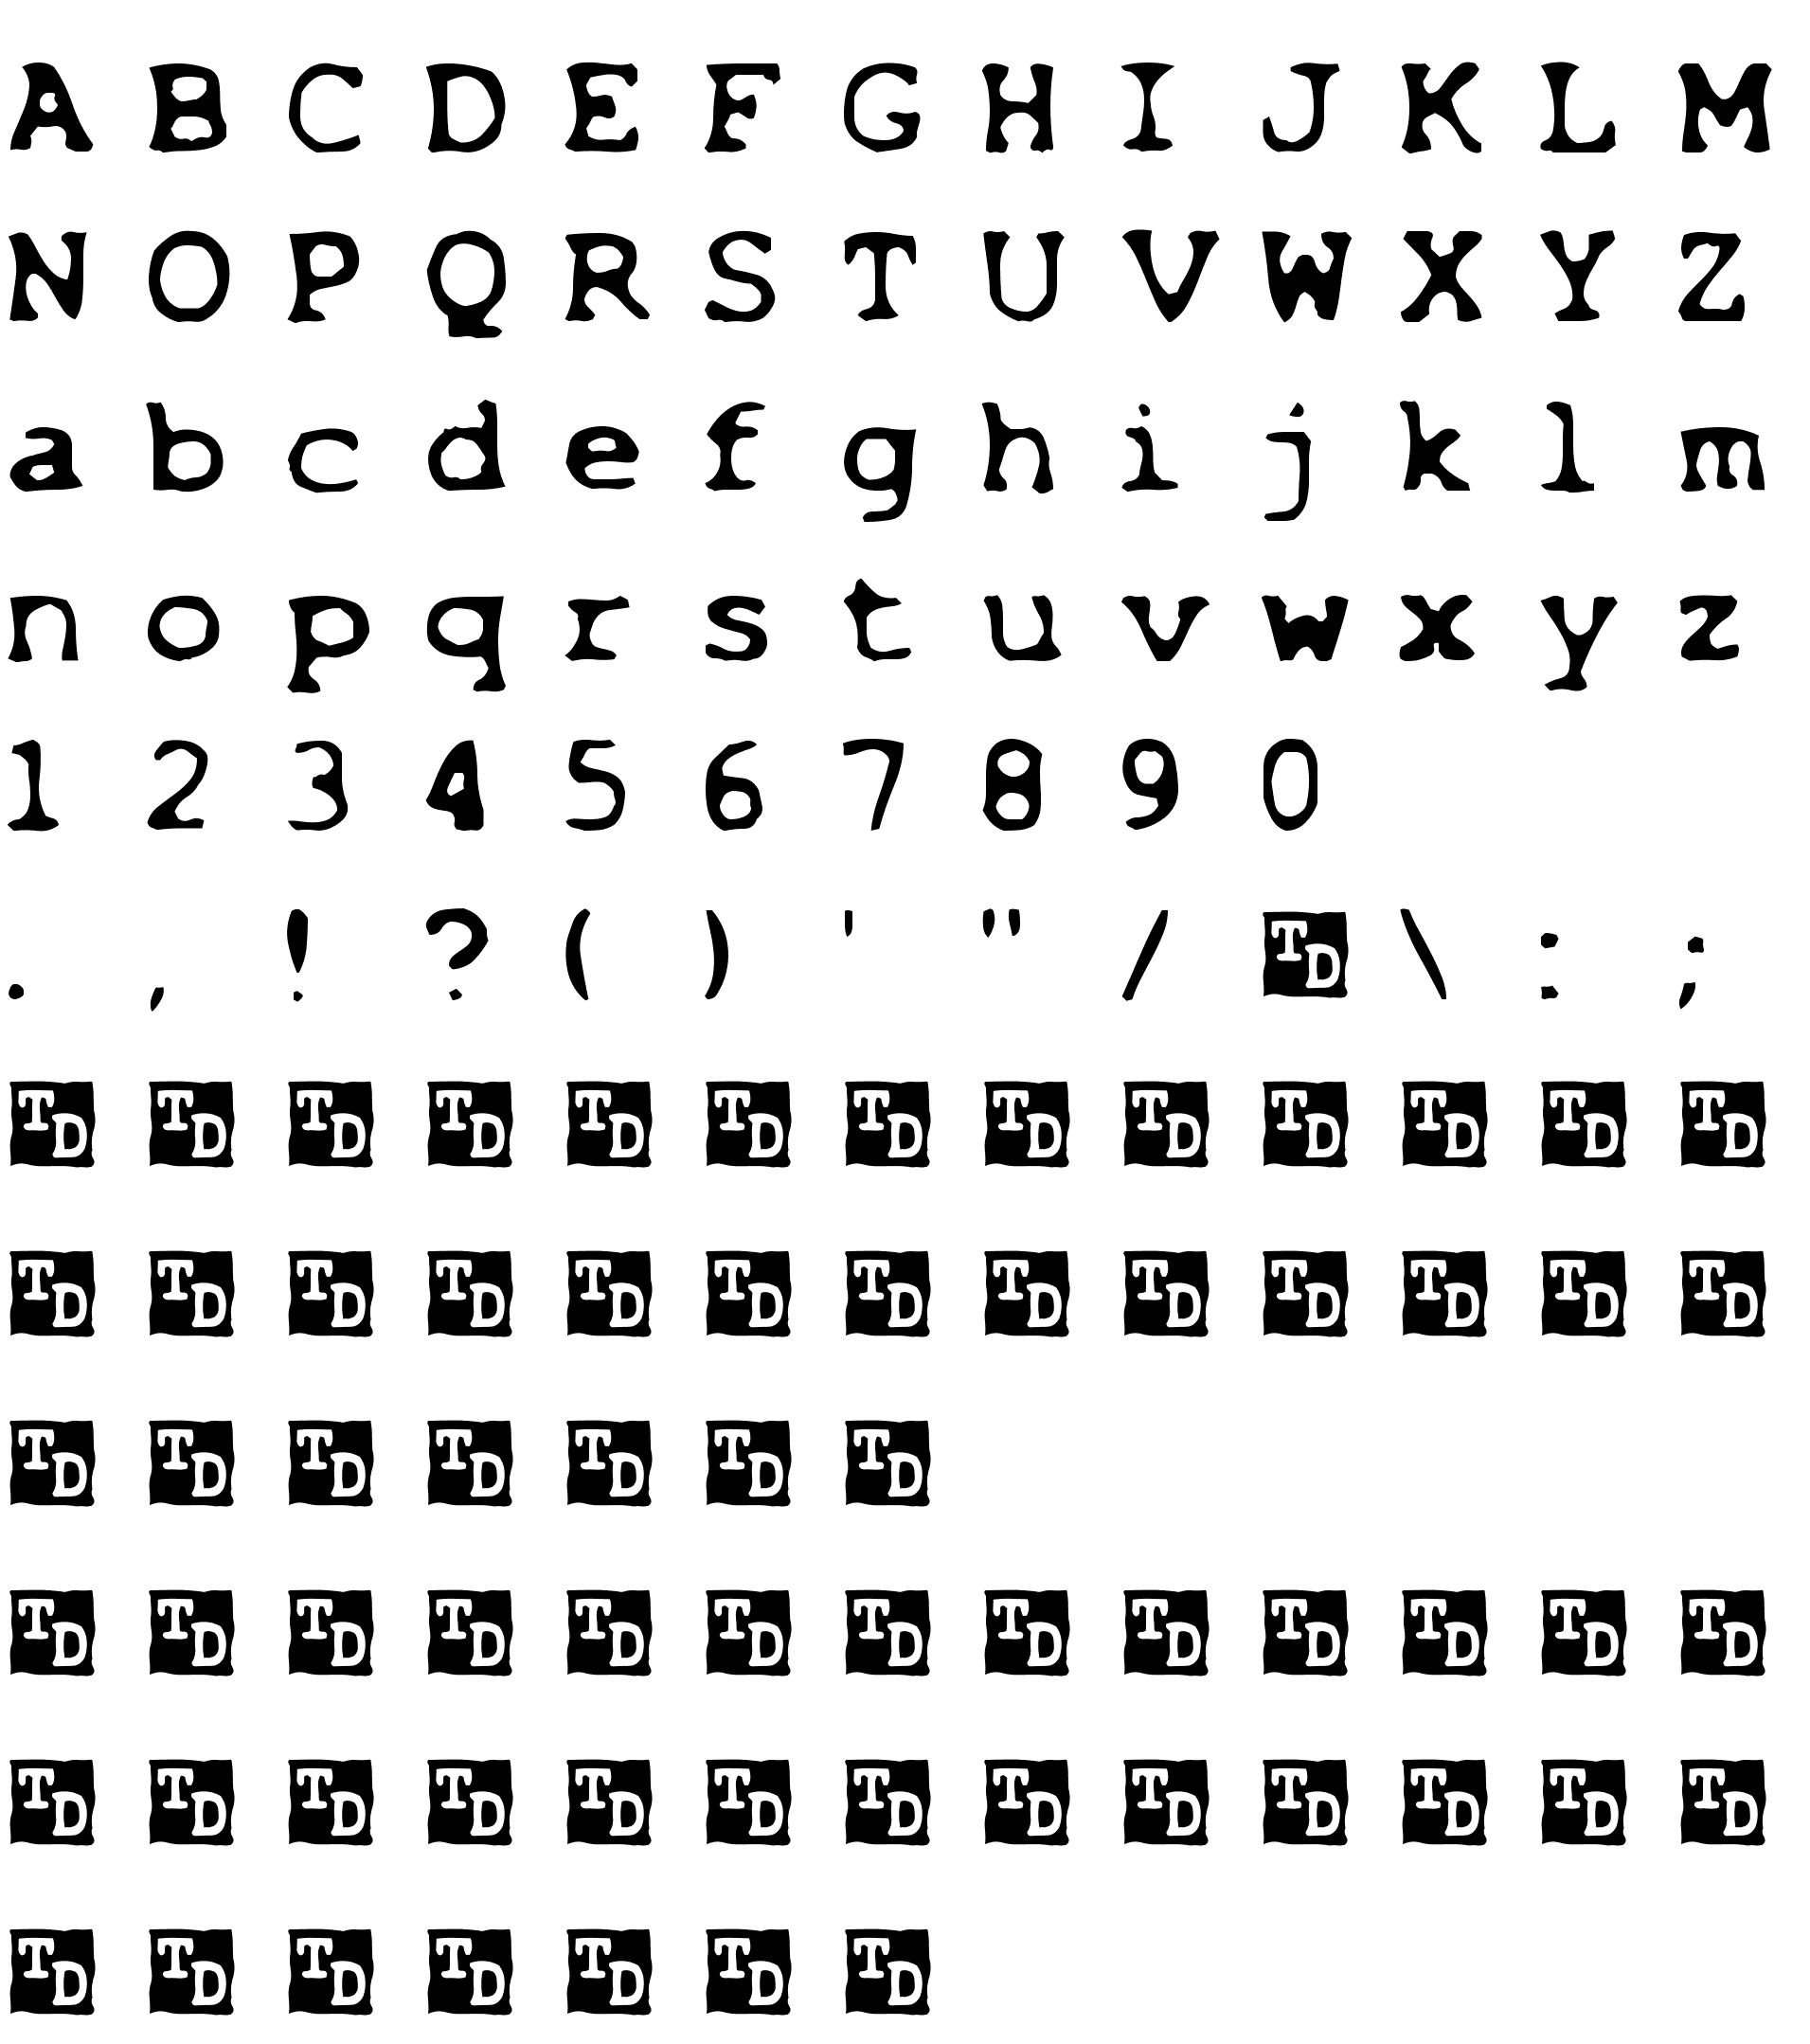 A B C D E F G H I J K L M
N O P Q R S T U V W X Y Z
a b c d e f g h i j k l m
n o p q r s t u v w x y z
1 2 3 4 5 6 7 8 9 0
. , ! ? ( ) ' " / TD \ : ;
TD TD TD TD TD TD TD TD TD TD TD TD TD
TD TD TD TD TD TD TD TD TD TD TD TD TD
TD TD TD TD TD TD TD
TD TD TD TD TD TD TD TD TD TD TD TD TD
TD TD TD TD TD TD TD TD TD TD TD TD TD
TD TD TD TD TD TD TD